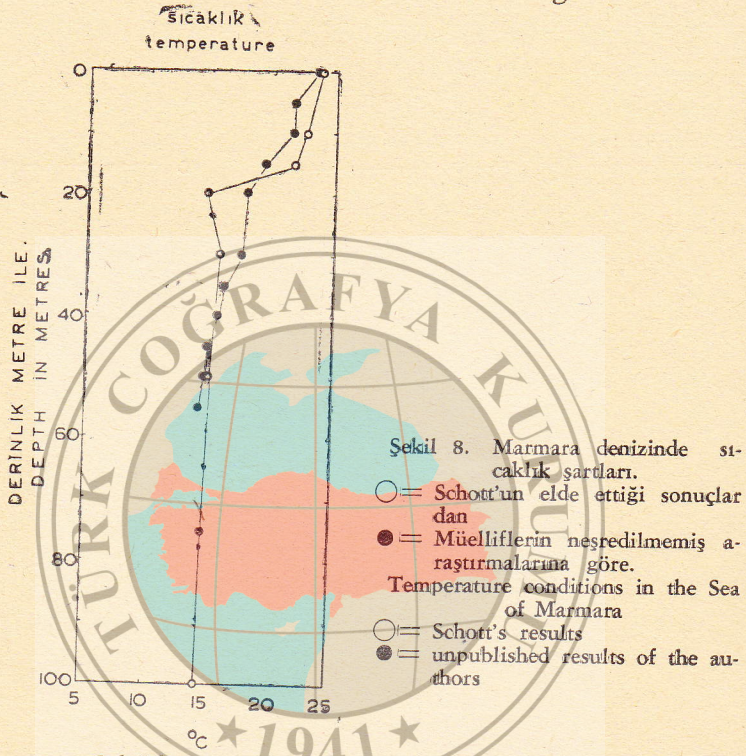 sıcaklık
temperature
0
20
40
60
80
100
DERİNLİK METRE İLE.
DEPTH IN METRES
5 10 15 20 25
°C
Şekil 8. Marmara denizinde sı-
caklık şartları.
○= Schott'un elde ettiği sonuçlar
dan
●= Müelliflerin neşredilmemiş a-
raştırmalarına göre.
Temperature conditions in the Sea
of Marmara
○= Schott's results
●= unpublished results of the au-
thors
TÜRK COĞRAFYA KURUMU
1941